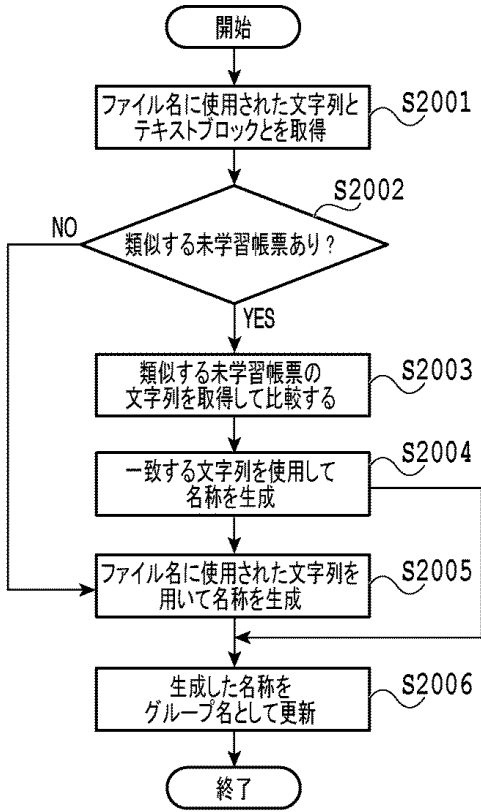 開始
ファイル名に使用された文字列と
テキストブロックとを取得
S2001
S2002
類似する未学習帳票あり?
NO
YES
類似する未学習帳票の
文字列を取得して比較する
S2003
一致する文字列を使用して
名称を生成
S2004
ファイル名に使用された文字列を
用いて名称を生成
S2005
生成した名称を
グループ名として更新
S2006
終了